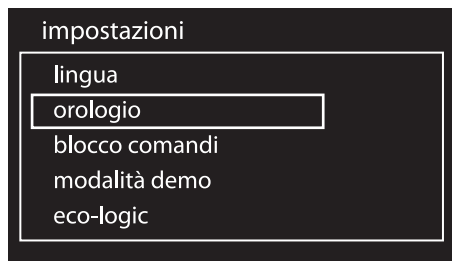 impostazioni
lingua
orologio
blocco comandi
modalità demo
eco-logic